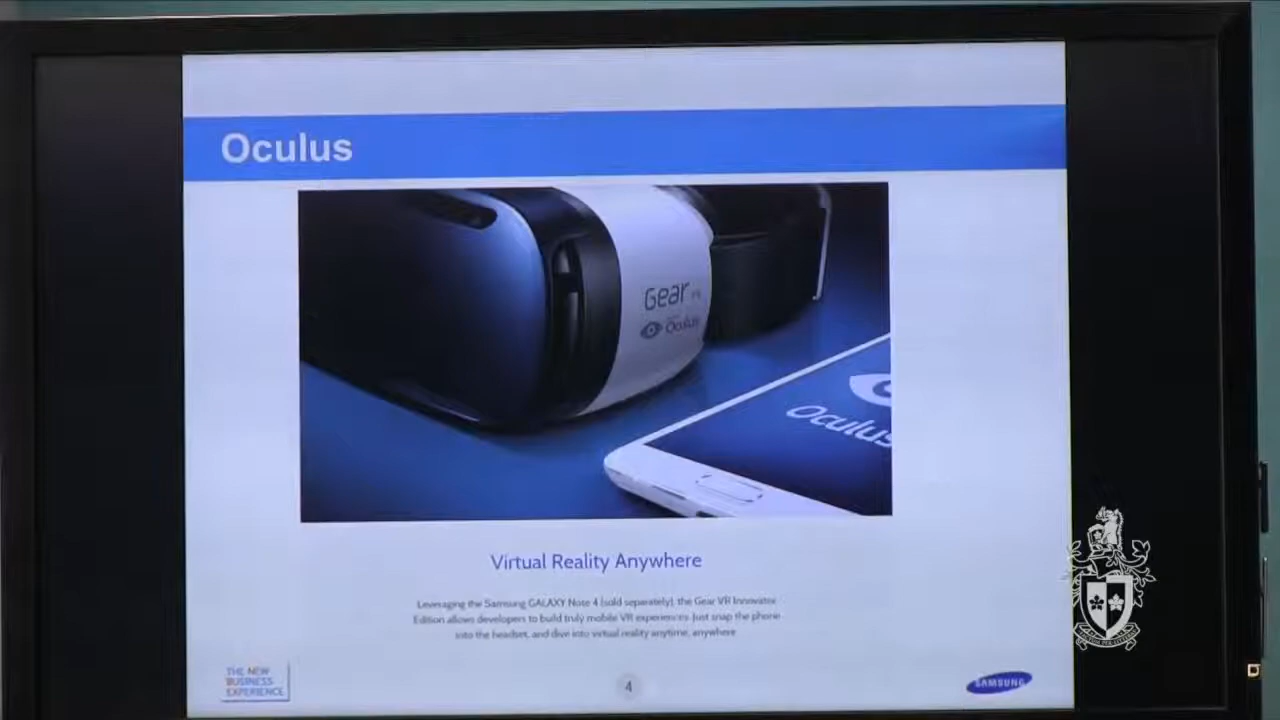 Oculus
Gear VR
Oculus
Oculus
Virtual Reality Anywhere
Leveraging the Samsung GALAXY Note 4 (sold separately), the Gear VR Innovator
Edition allows developers to build truly mobile VR experiences. Just snap the phone
into the headset, and dive into virtual reality anytime, anywhere.
THE NEW
BUSINESS
EXPERIENCE
4
SAMSUNG